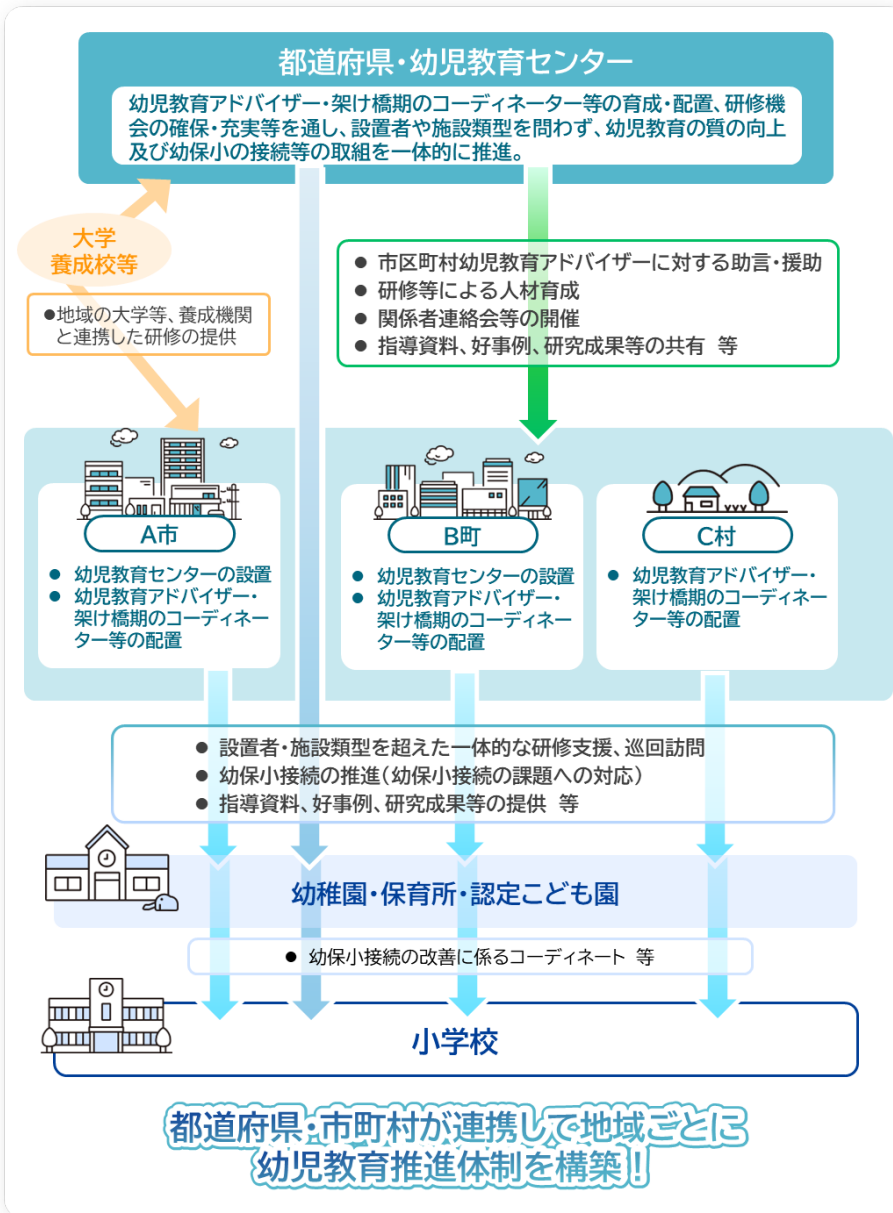 都道府県・幼児教育センター
幼児教育アドバイザー・架け橋期のコーディネーター等の育成・配置、研修機
会の確保・充実等を通し、設置者や施設類型を問わず、幼児教育の質の向上
及び幼保小の接続等の取組を一体的に推進。
大学
養成校等
●地域の大学等、養成機関
と連携した研修の提供
● 市区町村幼児教育アドバイザーに対する助言・援助
● 研修等による人材育成
● 関係者連絡会等の開催
● 指導資料、好事例、研究成果等の共有 等
A市
● 幼児教育センターの設置
● 幼児教育アドバイザー・
架け橋期のコーディネー
ター等の配置
B町
● 幼児教育センターの設置
● 幼児教育アドバイザー・
架け橋期のコーディネー
ター等の配置
C村
● 幼児教育アドバイザー・
架け橋期のコーディネー
ター等の配置
● 設置者・施設類型を超えた一体的な研修支援、巡回訪問
● 幼保小接続の推進(幼保小接続の課題への対応)
● 指導資料、好事例、研究成果等の提供 等
幼稚園・保育所・認定こども園
● 幼保小接続の改善に係るコーディネート 等
小学校
都道府県・市町村が連携して地域ごとに
幼児教育推進体制を構築!